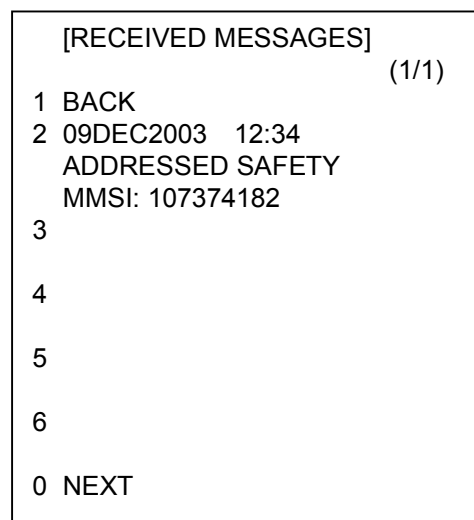 [RECEIVED MESSAGES]
(1/1)
1 BACK
2 09DEC2003 12:34
ADDRESSED SAFETY
MMSI: 107374182
3
4
5
6
0 NEXT